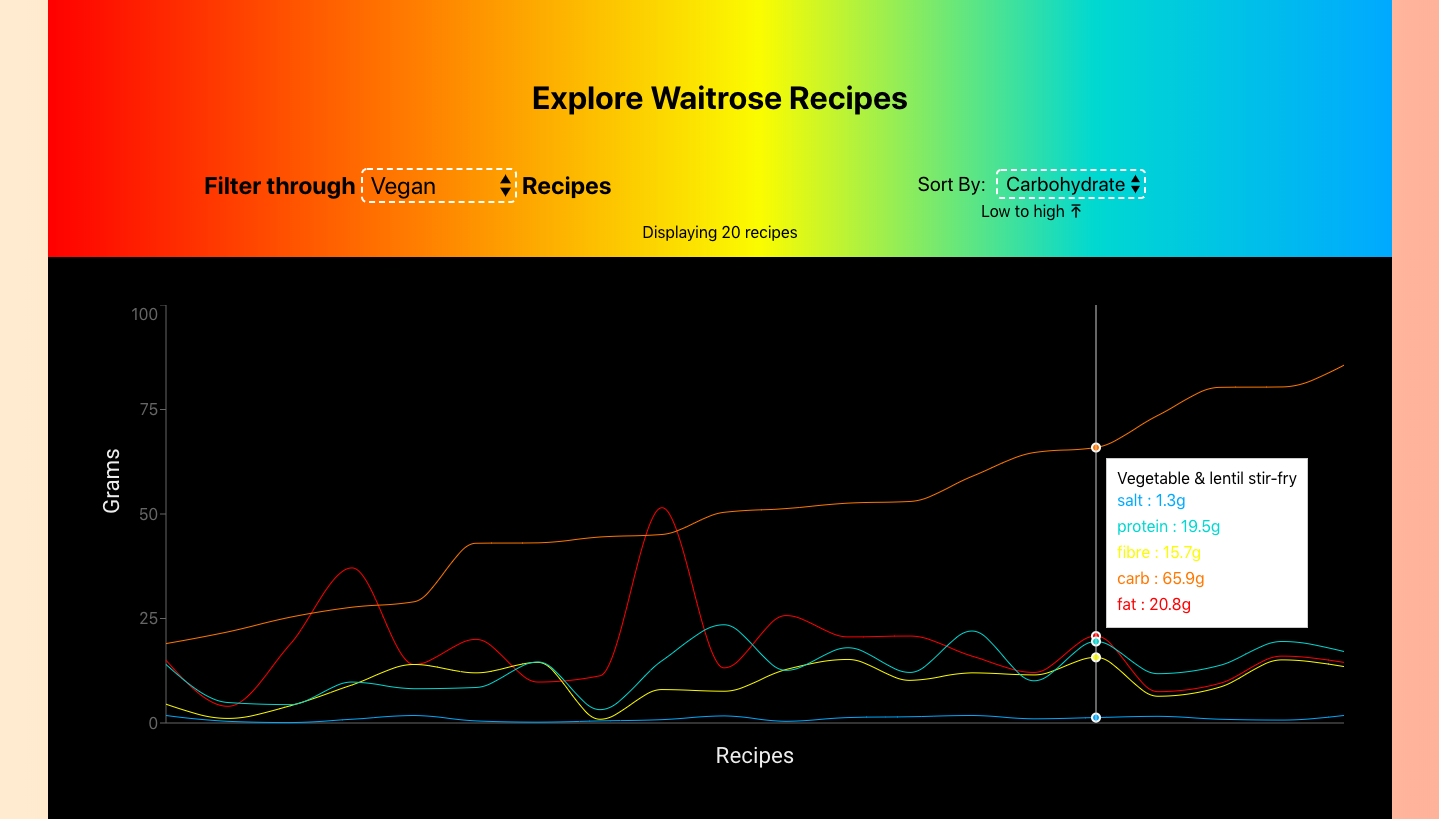 Explore Waitrose Recipes
Filter through Vegan Recipes
Sort By: Carbohydrate
Low to high
Displaying 20 recipes
100
75
50
25
0
Grams
Vegetable & lentil stir-fry
salt : 1.3g
protein : 19.5g
fibre : 15.7g
carb : 65.9g
fat : 20.8g
Recipes